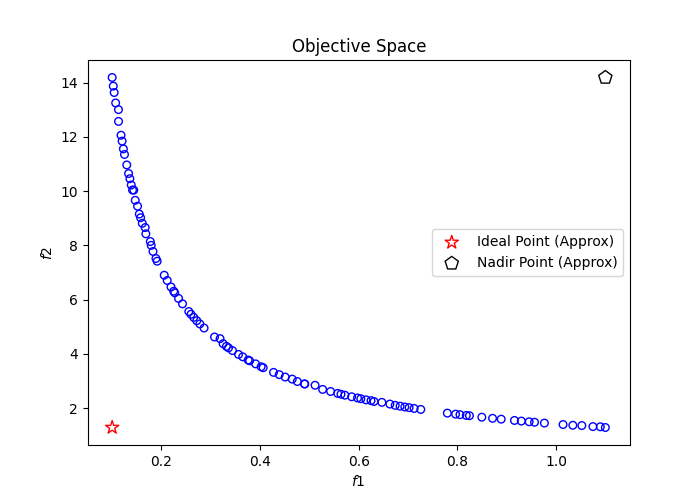 Objective Space
14
12
10
8
6
4
2
f2
Ideal Point (Approx)
Nadir Point (Approx)
0.2 0.4 0.6 0.8 1.0
f1